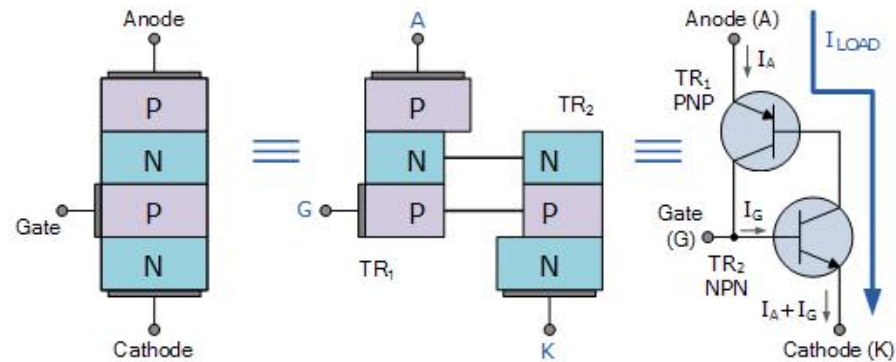 Anode
P
N
P
N
Gate
Cathode
A
P
N
P
G
TR1
TR2
N
P
N
K
Anode (A)
IA
ILOAD
TR1
PNP
Gate
(G)
IG
TR2
NPN
IA+IG
Cathode (K)